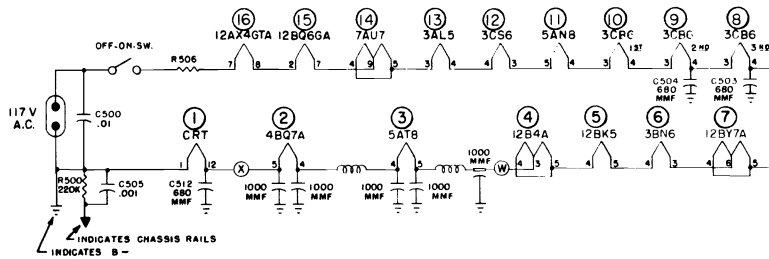 16 15 14 13 12 11 10 9 8
12AX4GTA 12BQ6GA 7AU7 3AL5 3CS6 5AN8 3CB6 3CB6 3CB6
OFF-ON-SW. 1ST 2ND 3RD
R506 7 8 2 7 4 9 5 3 4 4 3 4 5 4 3 4 3 4 3
C504 680 MMF C503 680 MMF
117 V A.C.
C500 .01
1 2 3 4 5 6 7
CRT 4BQ7A 5AT8 12B4A 12BK5 3BN6 12BY7A
1 12 X 5 4 4 5 1000 MMF W 4 3 5 4 5 4 3 4 6 5
R500 220K
C505 .001
C512 680 MMF
1000 MMF 1000 MMF 1000 MMF 1000 MMF
INDICATES CHASSIS RAILS
INDICATES B –